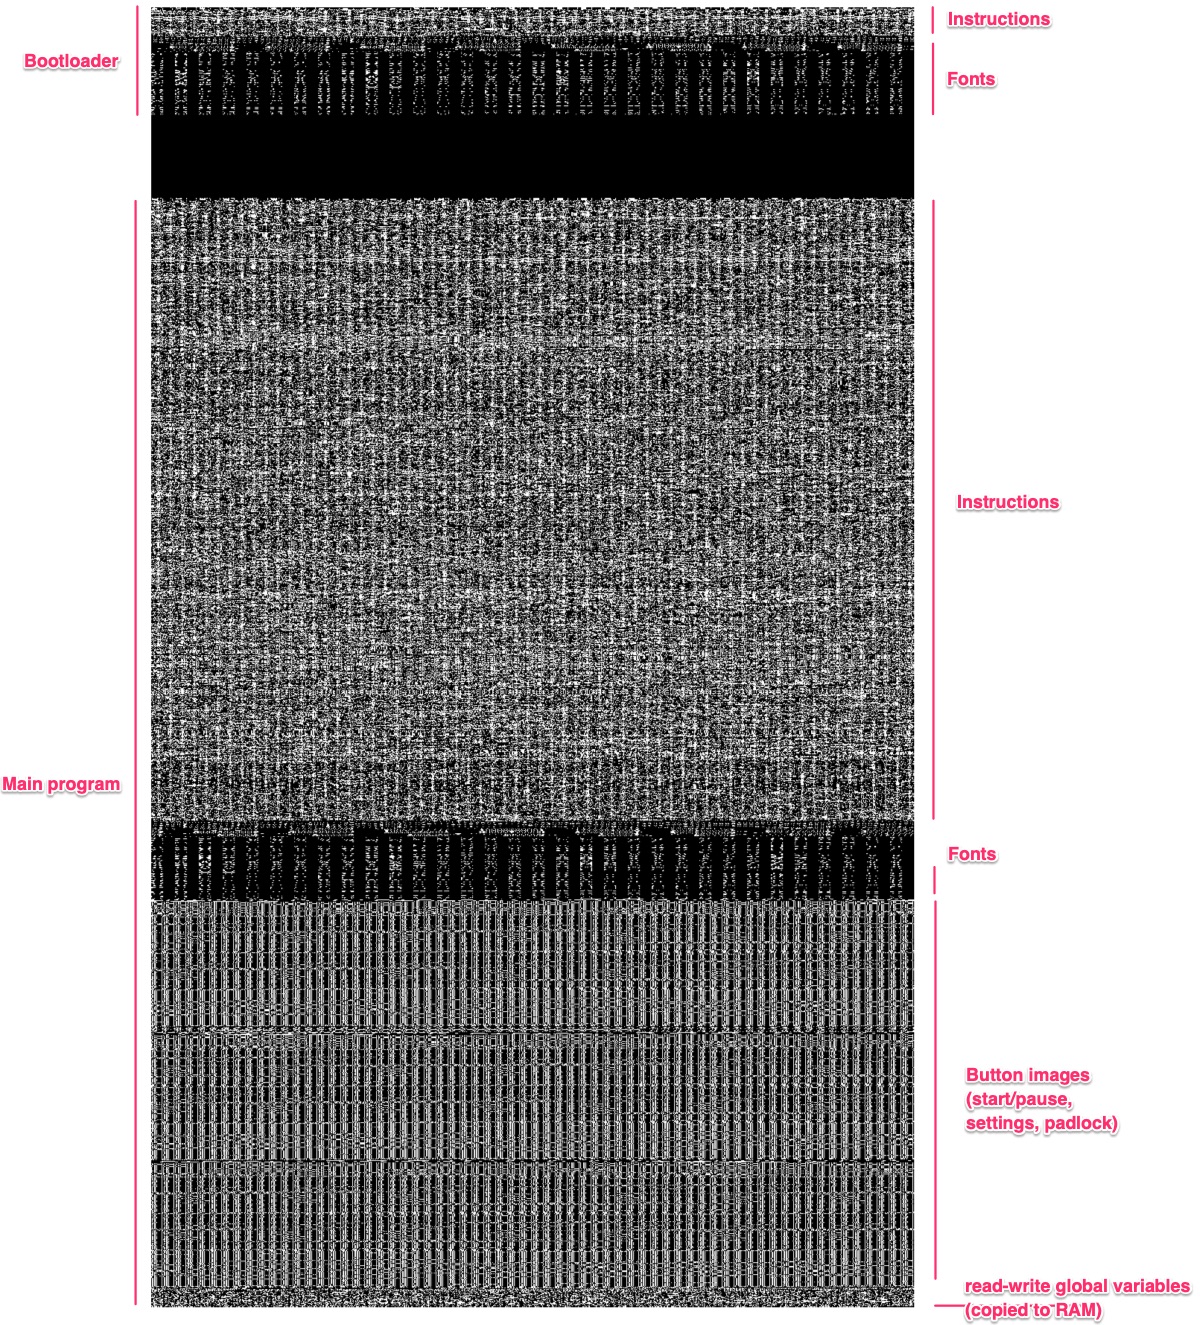 Instructions
Bootloader
Fonts
Instructions
Main program
Fonts
Button images
(start/pause,
settings, padlock)
read-write global variables
(copied to RAM)